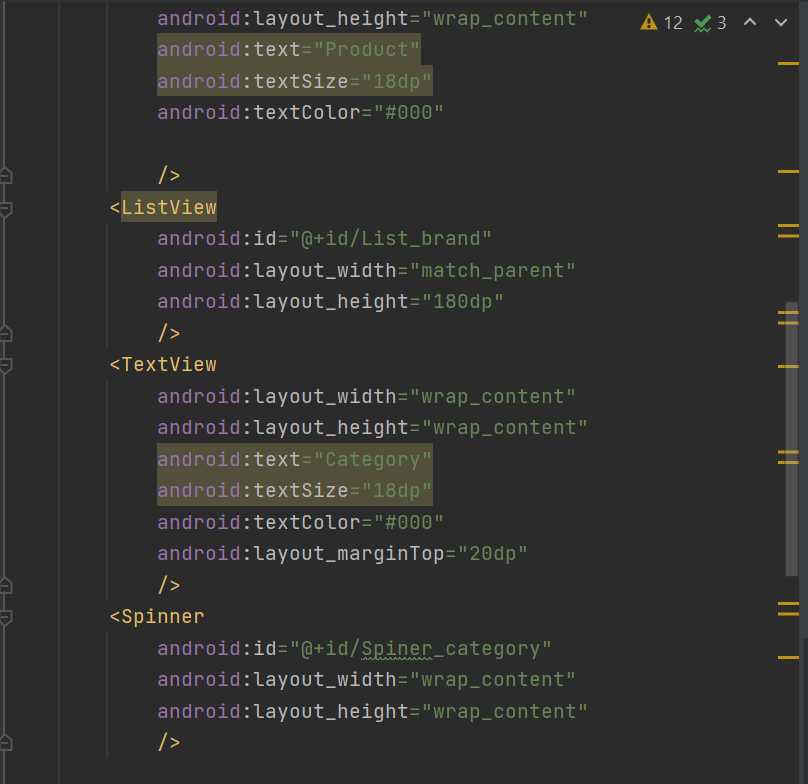 android:layout_height="wrap_content" 12 3
android:text="Product"
android:textSize="18dp"
android:textColor="#000"
/>
<ListView
android:id="@+id/List_brand"
android:layout_width="match_parent"
android:layout_height="180dp"
/>
<TextView
android:layout_width="wrap_content"
android:layout_height="wrap_content"
android:text="Category"
android:textSize="18dp"
android:textColor="#000"
android:layout_marginTop="20dp"
/>
<Spinner
android:id="@+id/Spiner_category"
android:layout_width="wrap_content"
android:layout_height="wrap_content"
/>